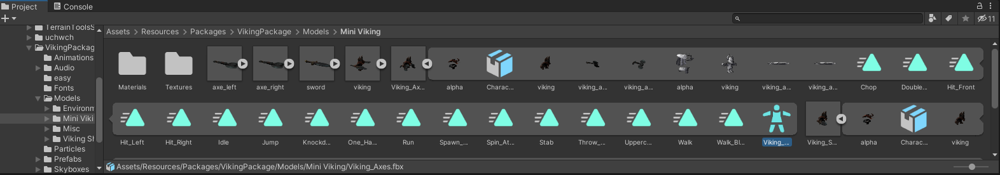 Project
Console
11
TerrainToolsS
uchwch
VikingPackag
Animations
Audio
easy
Fonts
Models
Environm
Mini Viki
Misc
Viking Sh
Particles
Prefabs
Skyboxes
Assets > Resources > Packages > VikingPackage > Models > Mini Viking
Materials Textures axe_left axe_right sword viking Viking_Ax... alpha Charac... viking viking_a... viking_a... alpha viking viking_a... viking_a... Chop Double... Hit_Front
Hit_Left Hit_Right Idle Jump Knockd... One_Ha... Run Spawn_... Spin_At... Stab Throw_... Upperc... Walk Walk_Bl... Viking_... Viking_S... alpha Charac... viking
Assets/Resources/Packages/VikingPackage/Models/Mini Viking/Viking_Axes.fbx